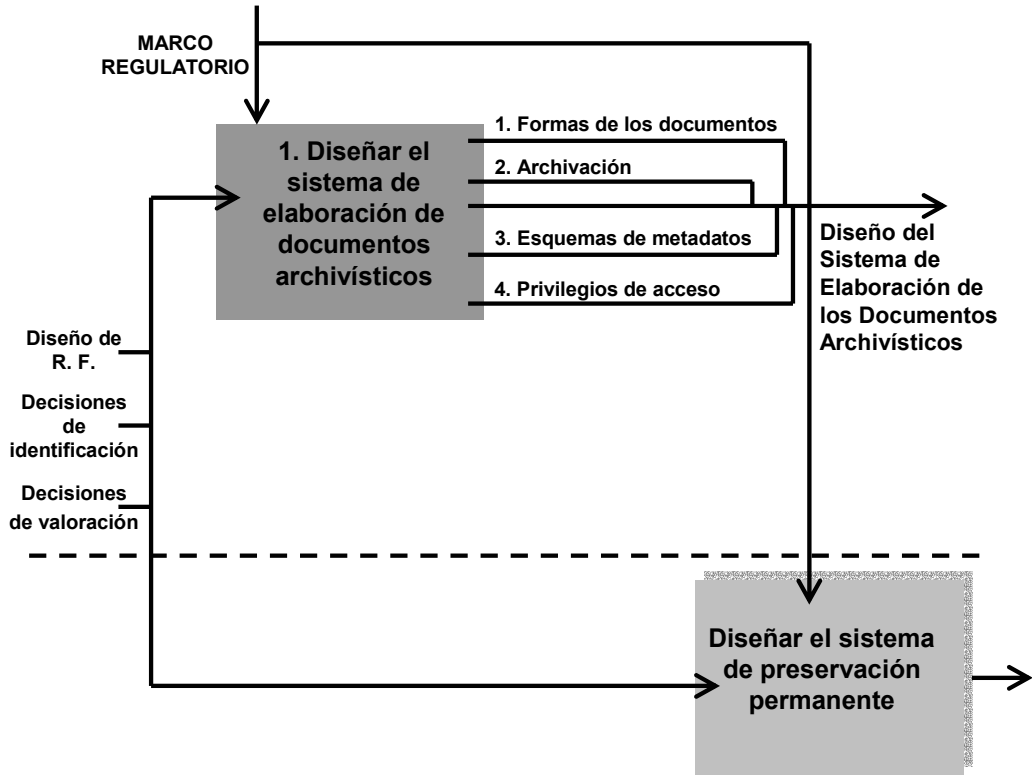 MARCO
REGULATORIO
1. Diseñar el
sistema de
elaboración de
documentos
archivísticos
1. Formas de los documentos
2. Archivación
3. Esquemas de metadatos
4. Privilegios de acceso
Diseño del
Sistema de
Elaboración de
los Documentos
Archivísticos
Diseño de
R. F.
Decisiones
de
identificación
Decisiones
de valoración
Diseñar el sistema
de preservación
permanente